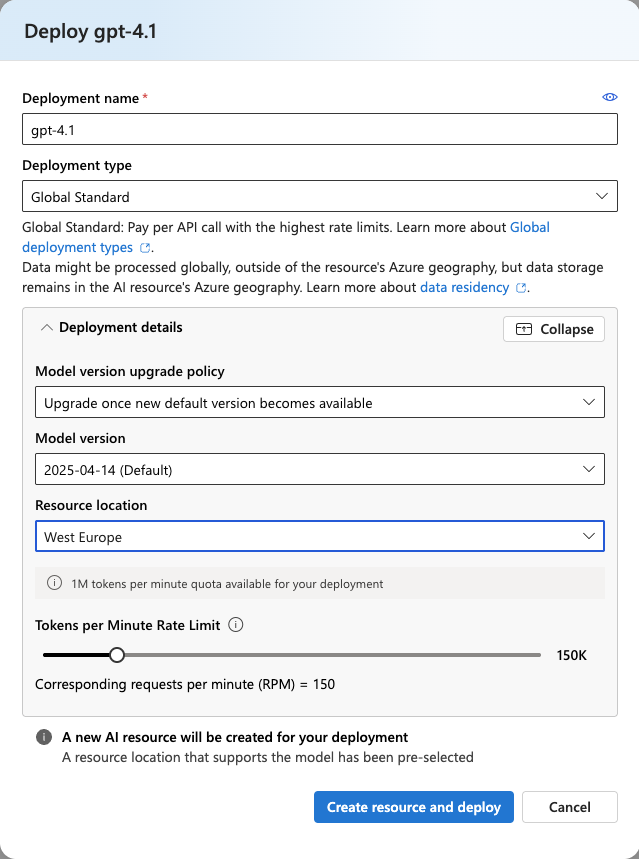 Deploy gpt-4.1
Deployment name *
gpt-4.1
Deployment type
Global Standard
Global Standard: Pay per API call with the highest rate limits. Learn more about Global
deployment types.
Data might be processed globally, outside of the resource's Azure geography, but data storage
remains in the AI resource's Azure geography. Learn more about data residency.
Deployment details
Collapse
Model version upgrade policy
Upgrade once new default version becomes available
Model version
2025-04-14 (Default)
Resource location
West Europe
1M tokens per minute quota available for your deployment
Tokens per Minute Rate Limit
150K
Corresponding requests per minute (RPM) = 150
A new AI resource will be created for your deployment
A resource location that supports the model has been pre-selected
Create resource and deploy
Cancel